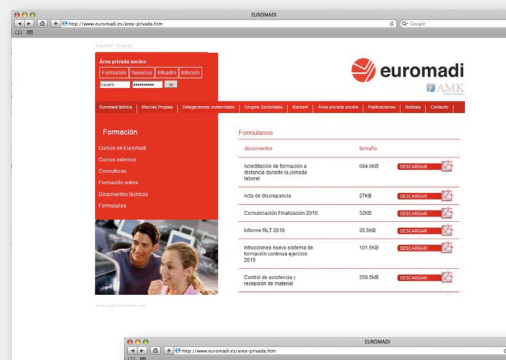 EUROMADI
http://www.euromadi.es/area-privada.htm
Google
Español English
Área privada socios
Formación Servicios Infoadm Infocom
Usuario
euromadi
AMK
Euromadi Ibérica Marcas Propias Delegaciones comerciales Grupos Sectoriales Markant Área privada socios Publicaciones Noticias Contacto
Formación
Cursos en Euromadi
Cursos externos
Consultoras
Formación online
Documentos técnicos
Formularios
Formularios
documentos tamaño
Acreditación de formación a
distancia durante la jornada
laboral
684.6KB DESCARGAR
Acta de discrepancia 27KB DESCARGAR
Comunicación Finalización 2010 32KB DESCARGAR
Informe RLT 2010 35.5KB DESCARGAR
Intrucciones nuevo sistema de
formación continua ejercicio
2010
101.5KB DESCARGAR
Control de asistencia y
recepción de material
358.5KB DESCARGAR
EUROMADI
http://www.euromadi.es/area-privada.htm